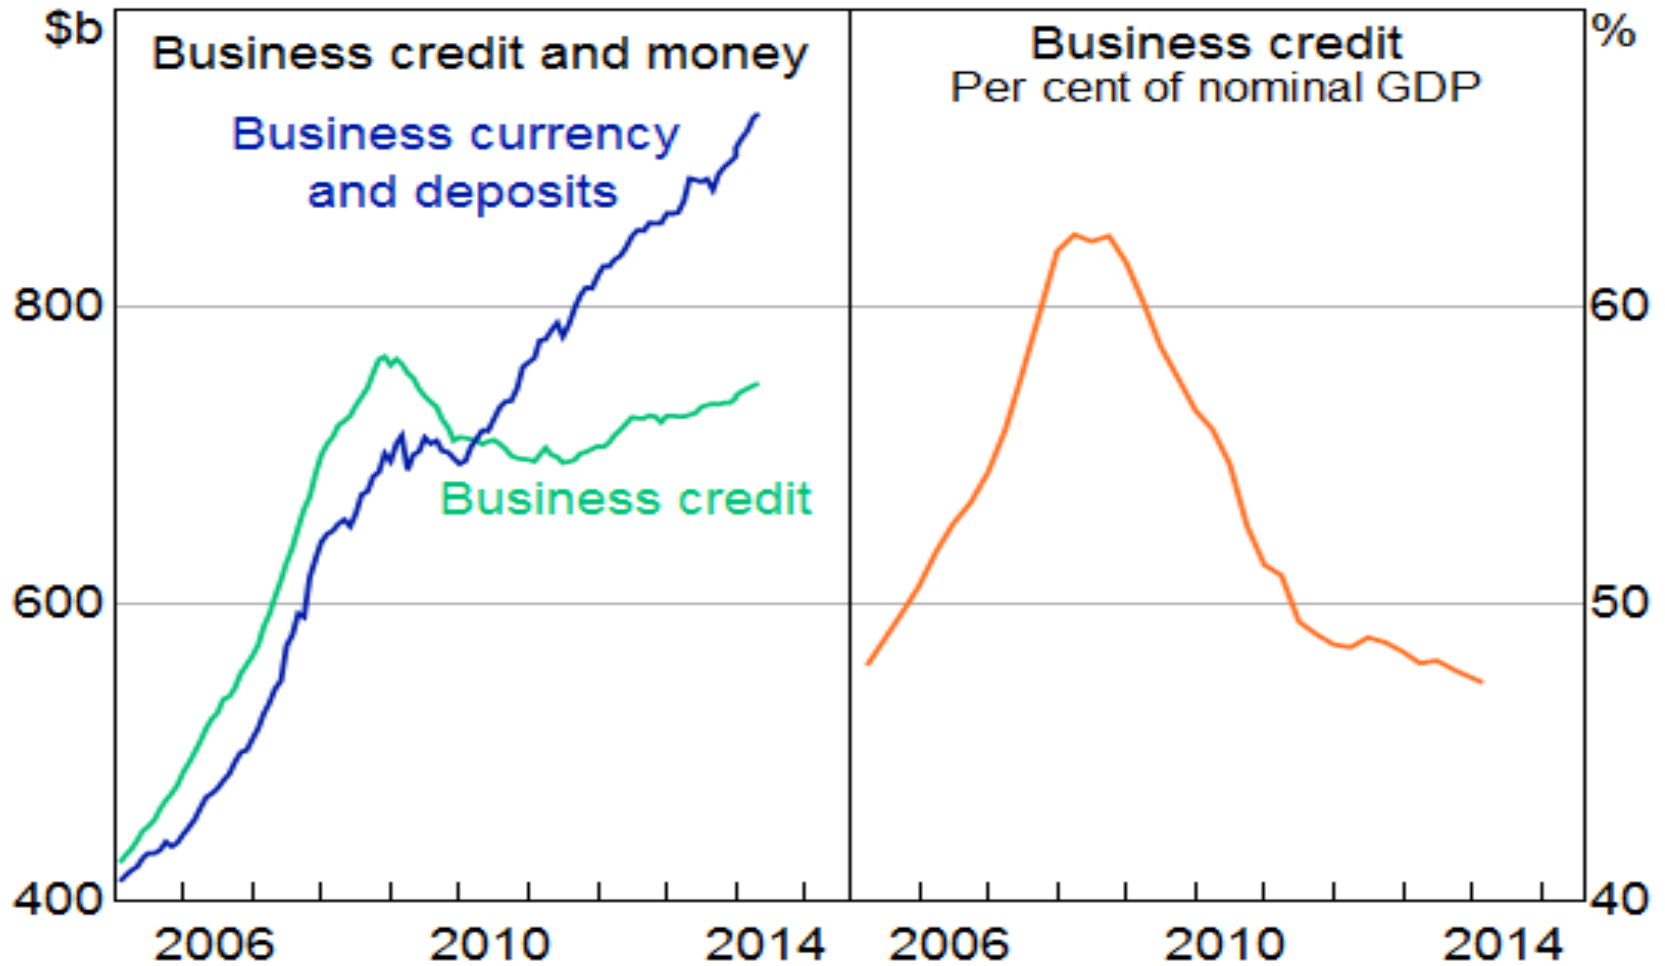 $b
Business credit and money
Business currency
and deposits
800
600
400
Business credit
2006 2010 2014
Business credit
Per cent of nominal GDP
%
60
50
40
2006 2010 2014